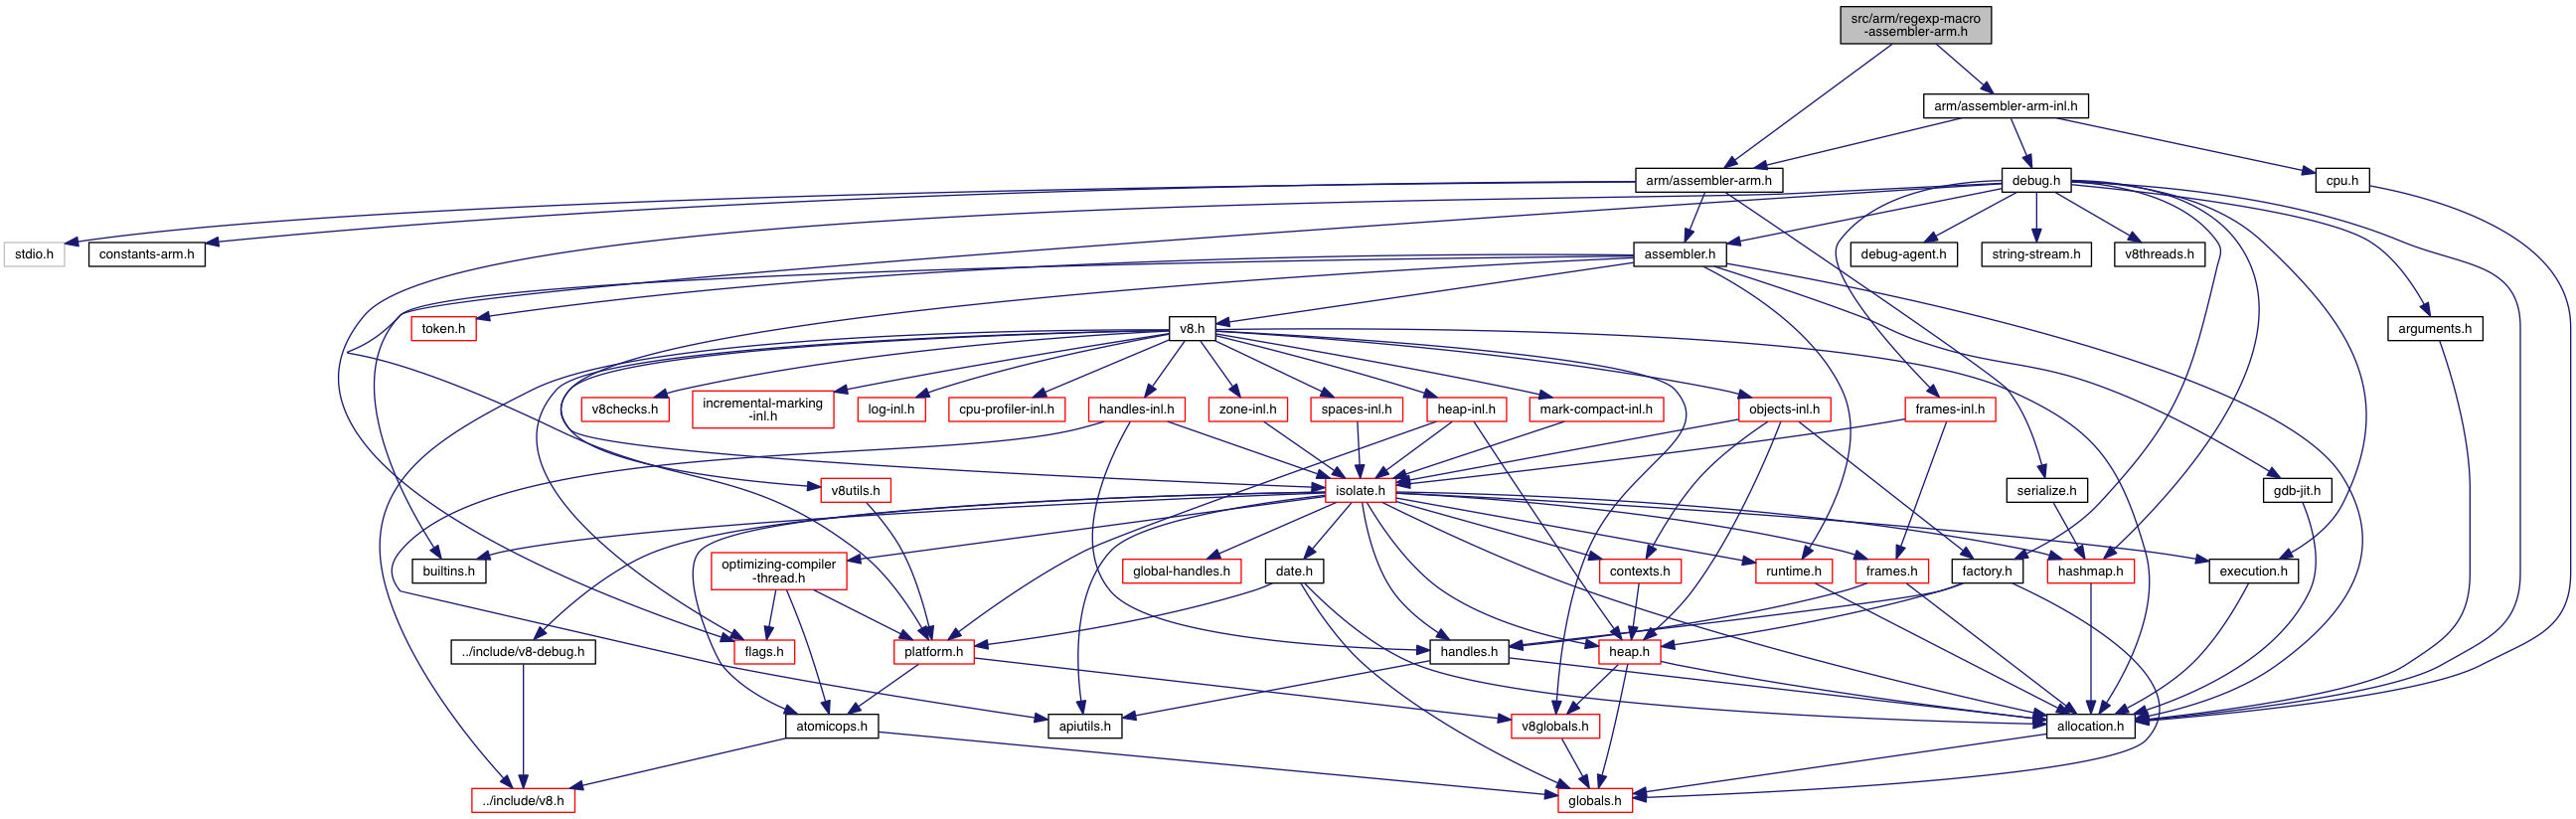 src/arm/regexp-macro
-assembler-arm.h
arm/assembler-arm-inl.h
arm/assembler-arm.h
debug.h
cpu.h
stdio.h
constants-arm.h
assembler.h
debug-agent.h
string-stream.h
v8threads.h
token.h
v8.h
arguments.h
v8checks.h
incremental-marking
-inl.h
log-inl.h
cpu-profiler-inl.h
handles-inl.h
zone-inl.h
spaces-inl.h
heap-inl.h
mark-compact-inl.h
objects-inl.h
frames-inl.h
v8utils.h
isolate.h
serialize.h
gdb-jit.h
builtins.h
optimizing-compiler
-thread.h
global-handles.h
date.h
contexts.h
runtime.h
frames.h
factory.h
hashmap.h
execution.h
../include/v8-debug.h
flags.h
platform.h
handles.h
heap.h
atomicops.h
apiutils.h
v8globals.h
allocation.h
../include/v8.h
globals.h